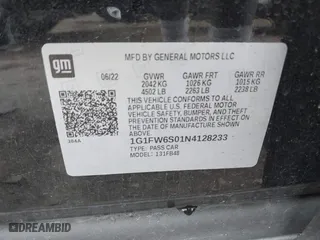 gm
MFD BY GENERAL MOTORS LLC
06/22 GVWR GAWR FRT GAWR RR
2042 KG 1026 KG 1015 KG
4502 LB 2262 LB 2238 LB
THIS VEHICLE CONFORMS TO ALL APPLICABLE
U.S. FEDERAL MOTOR VEHICLE
SAFETY, BUMPER, AND THEFT
PREVENTION STANDARDS IN EFFECT
ON THE DATE OF MANUFACTURE SHOWN
ABOVE.
1G1FW6S01N4128233
TYPE: PASS CAR
MODEL: 1FB48